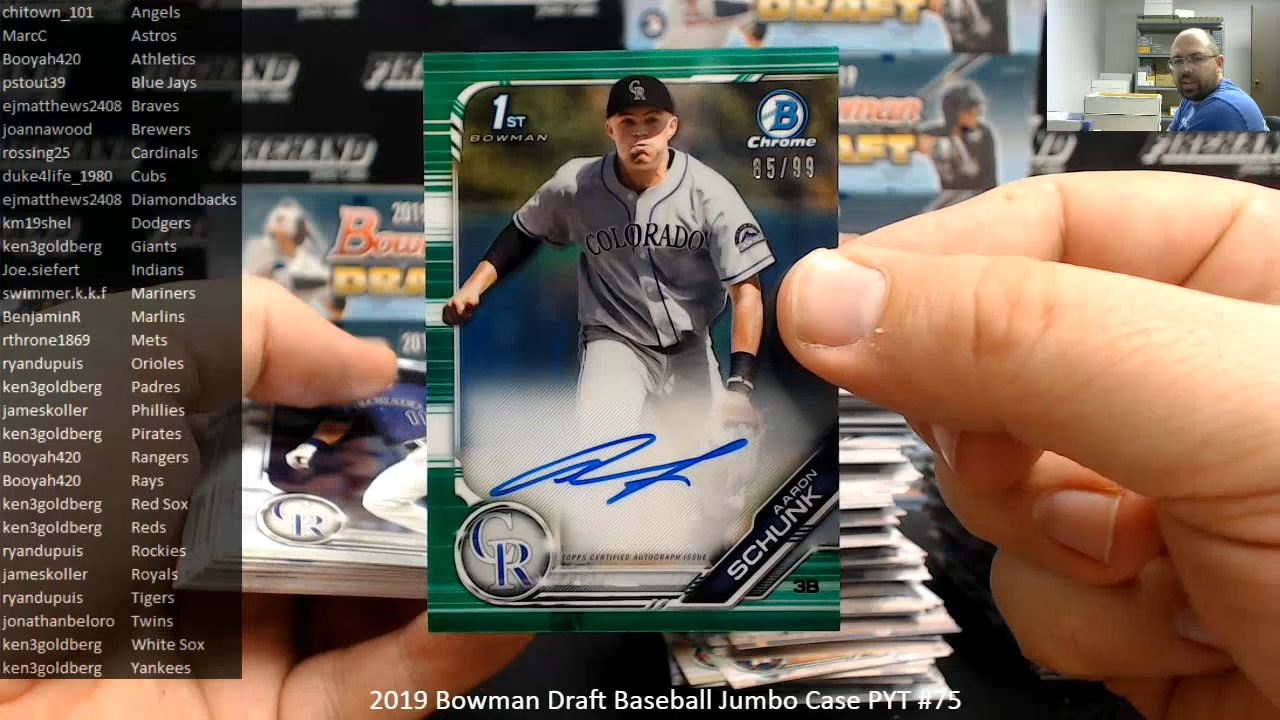 chitown_101 Angels
MarcC Astros
Booyah420 Athletics
pstout39 Blue Jays
ejmatthews2408 Braves
joannawood Brewers
rossing25 Cardinals
duke4life_1980 Cubs
ejmatthews2408 Diamondbacks
km19shel Dodgers
ken3goldberg Giants
Joe.siefert Indians
swimmer.k.k.f Mariners
BenjaminR Marlins
rthrone1869 Mets
ryandupuis Orioles
ken3goldberg Padres
jameskoller Phillies
ken3goldberg Pirates
Booyah420 Rangers
Booyah420 Rays
ken3goldberg Red Sox
ken3goldberg Reds
ryandupuis Rockies
jameskoller Royals
ryandupuis Tigers
jonathanbeloro Twins
ken3goldberg White Sox
ken3goldberg Yankees
1ST
BOWMAN
B
Chrome
85/99
CR
COLORADO
CR
TOPPS CERTIFIED AUTOGRAPH ISSUE
AARON
SCHUNK
3B
CR
DRAFT
2019 Bowman Draft Baseball Jumbo Case PYT #75